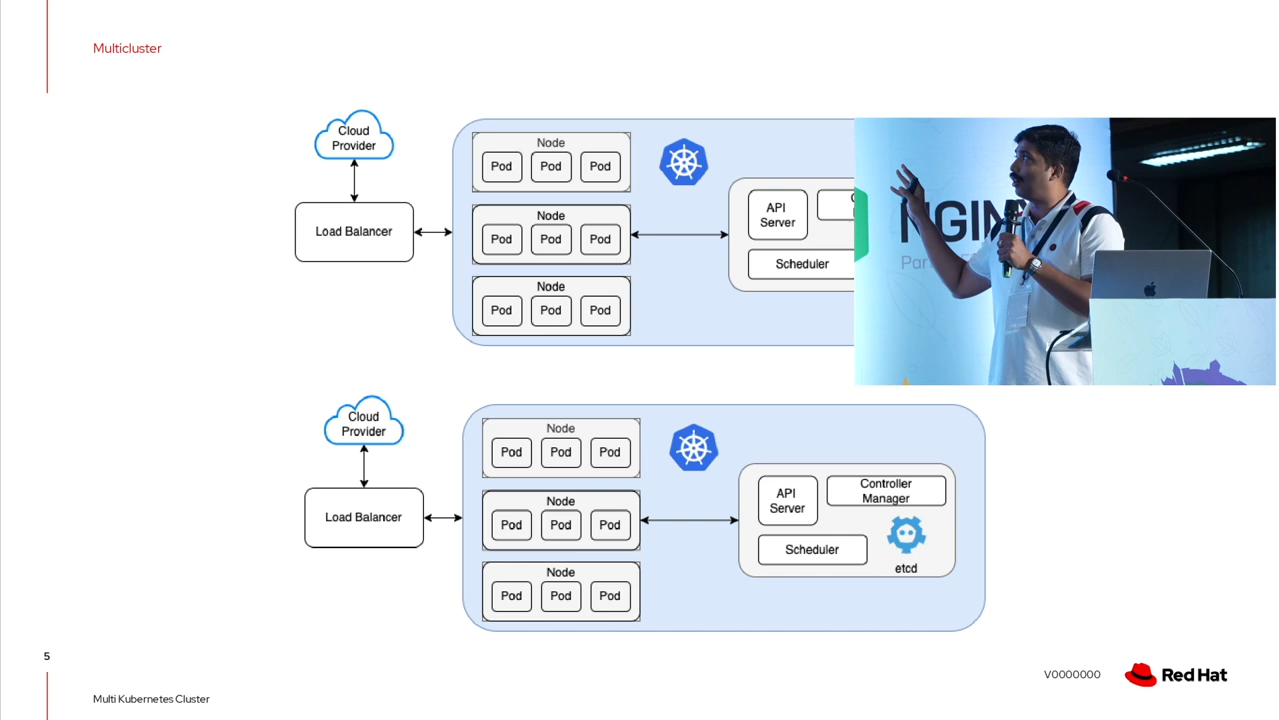 Multicluster
Cloud
Provider
Load Balancer
Node
Pod Pod Pod
Node
Pod Pod Pod
Node
Pod Pod Pod
API
Server
Scheduler
NGIN
Par
Cloud
Provider
Load Balancer
Node
Pod Pod Pod
Node
Pod Pod Pod
Node
Pod Pod Pod
API
Server
Controller
Manager
Scheduler
etcd
5
Multi Kubernetes Cluster
V0000000
Red Hat